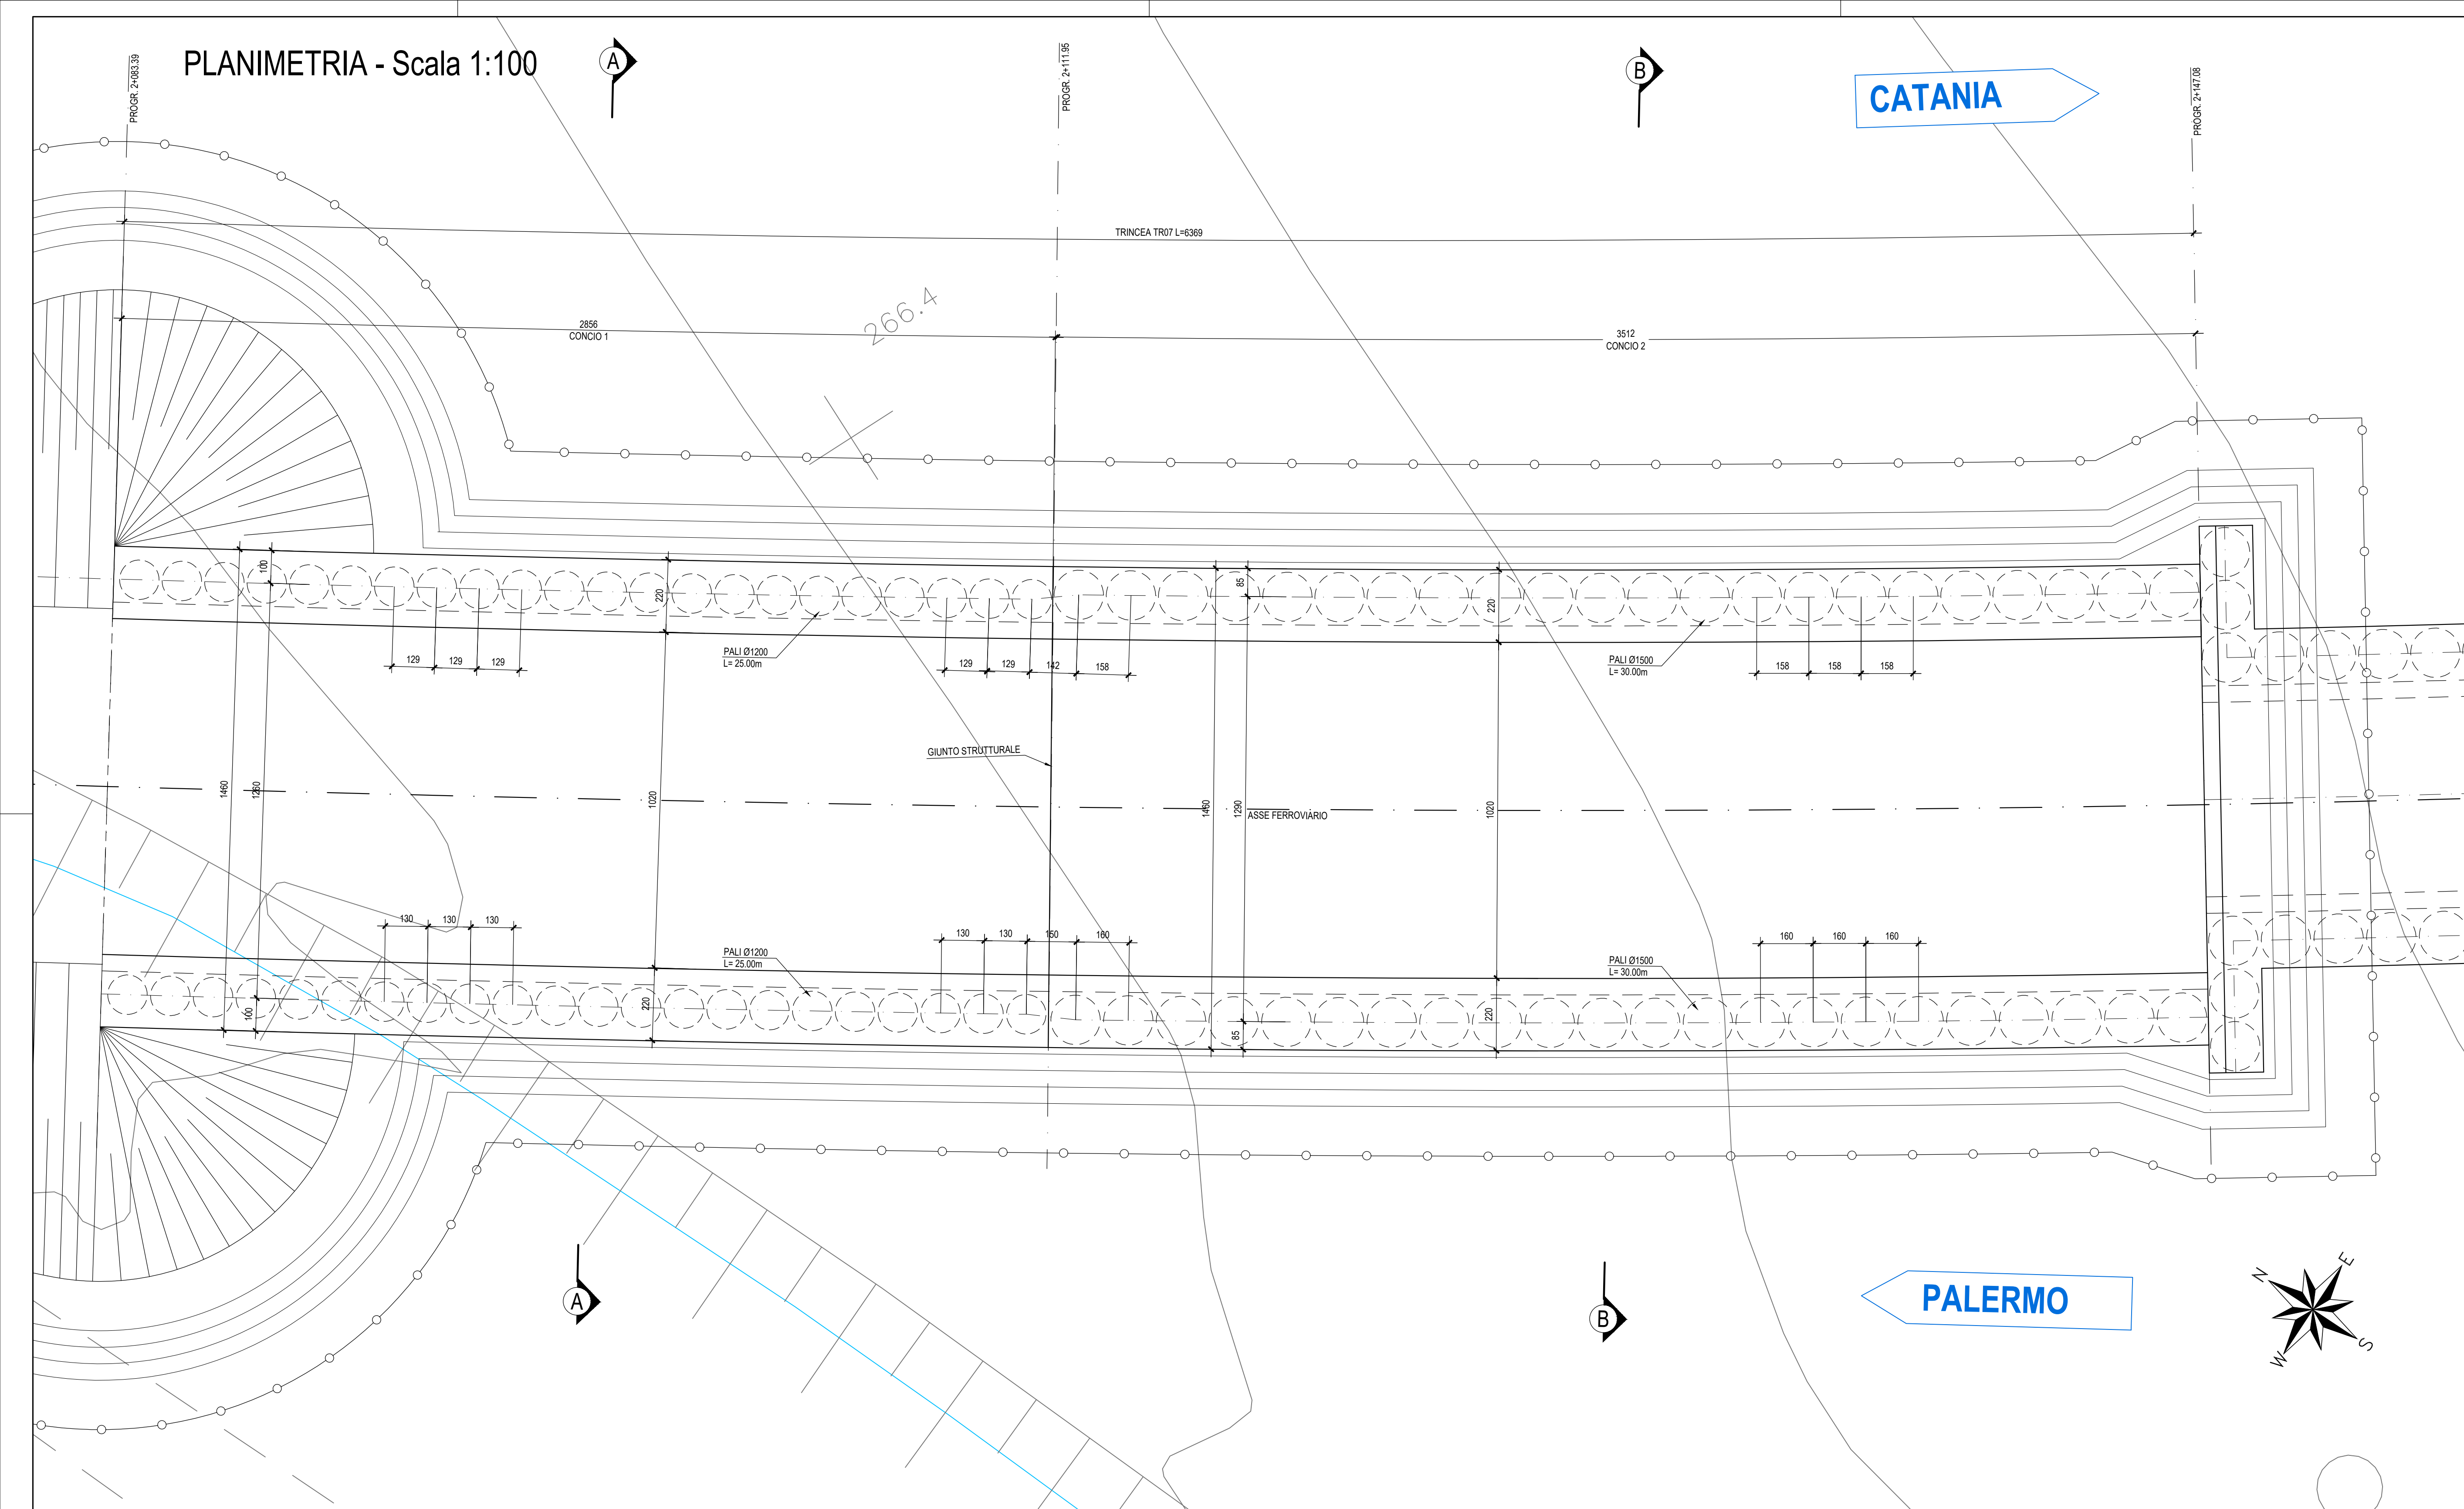 PLANIMETRIA - Scala 1:100
PROGR. 2+083.39
A
PROGR. 2+111.95
B
CATANIA
PROGR. 2+147.08
TRINCEA TR07 L=6369
266.4
2856
CONCIO 1
3512
CONCIO 2
100
220
85
220
PALI Ø1200
L= 25.00m
PALI Ø1500
L= 30.00m
129
129
129
129
129
142
158
158
158
158
GIUNTO STRUTTURALE
1460
1260
1020
1460
1290
1020
ASSE FERROVIARIO
130
130
130
130
130
150
160
160
160
160
PALI Ø1200
L= 25.00m
PALI Ø1500
L= 30.00m
100
220
85
220
A
B
PALERMO
N
E
S
W